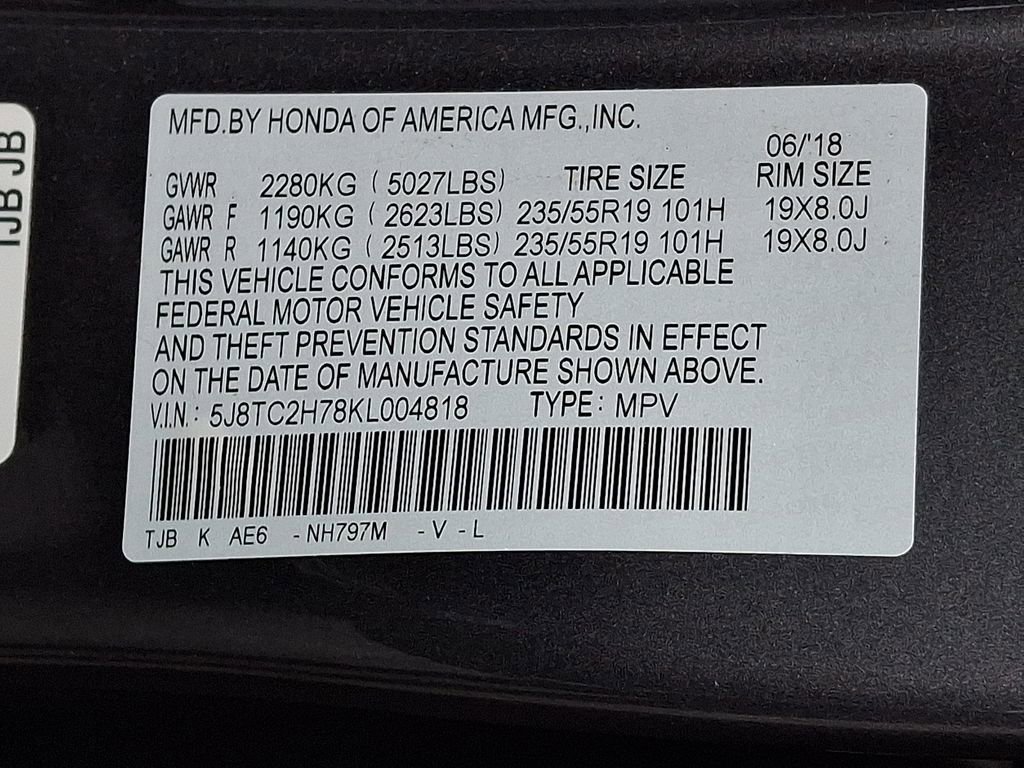 MFD.BY HONDA OF AMERICA MFG.,INC.
06/'18
GVWR 2280KG ( 5027LBS) TIRE SIZE RIM SIZE
GAWR F 1190KG ( 2623LBS) 235/55R19 101H 19X8.0J
GAWR R 1140KG ( 2513LBS) 235/55R19 101H 19X8.0J
THIS VEHICLE CONFORMS TO ALL APPLICABLE
FEDERAL MOTOR VEHICLE SAFETY
AND THEFT PREVENTION STANDARDS IN EFFECT
ON THE DATE OF MANUFACTURE SHOWN ABOVE.
V.I.N.: 5J8TC2H78KL004818 TYPE: MPV
TJB K AE6 -NH797M -V -L
TJB JB